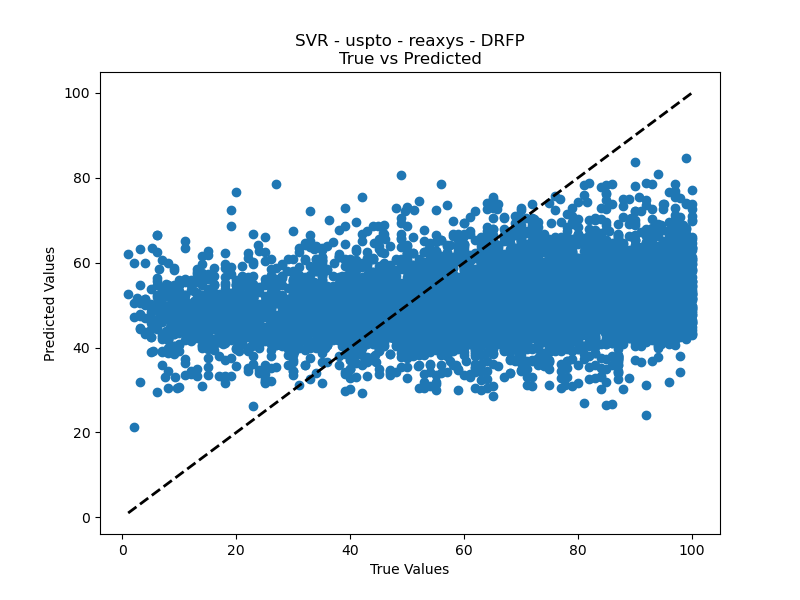 SVR - uspto - reaxys - DRFP
True vs Predicted
100
80
60
40
20
0
Predicted Values
0 20 40 60 80 100
True Values